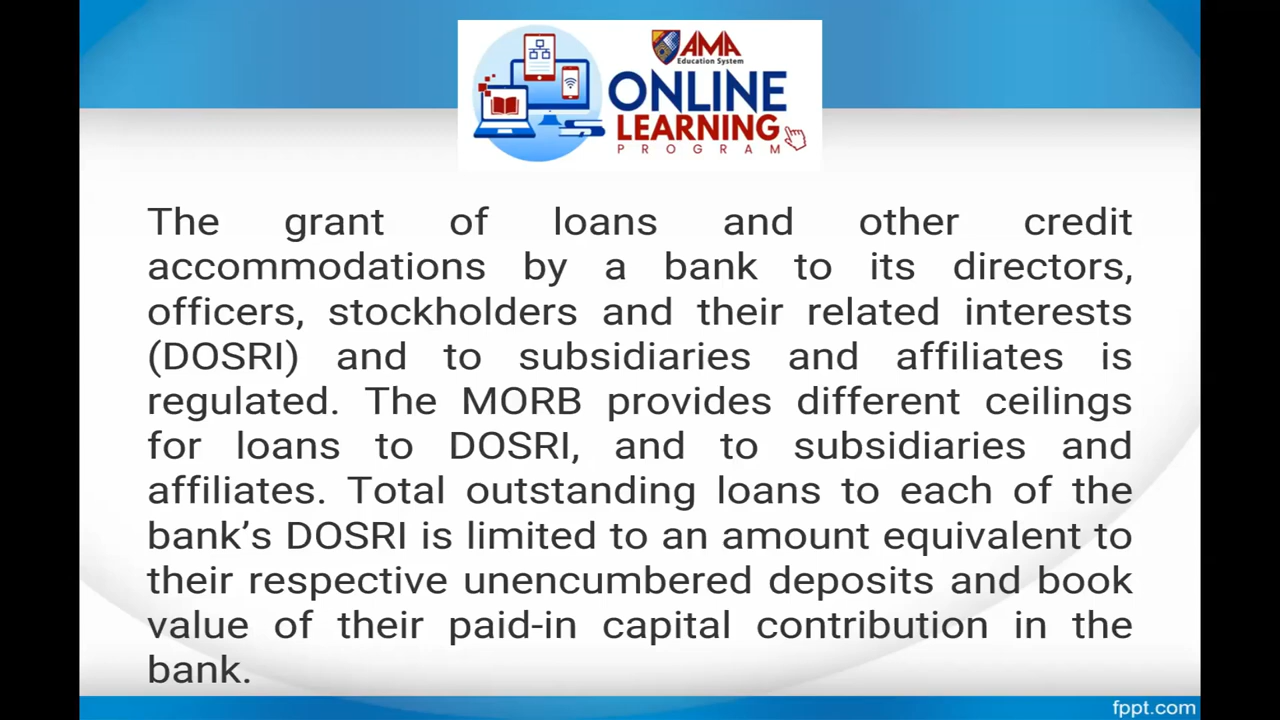 AMA
Education System
ONLINE
LEARNING
PROGRAM
The grant of loans and other credit
accommodations by a bank to its directors,
officers, stockholders and their related interests
(DOSRI) and to subsidiaries and affiliates is
regulated. The MORB provides different ceilings
for loans to DOSRI, and to subsidiaries and
affiliates. Total outstanding loans to each of the
bank’s DOSRI is limited to an amount equivalent to
their respective unencumbered deposits and book
value of their paid-in capital contribution in the
bank.
fppt.com